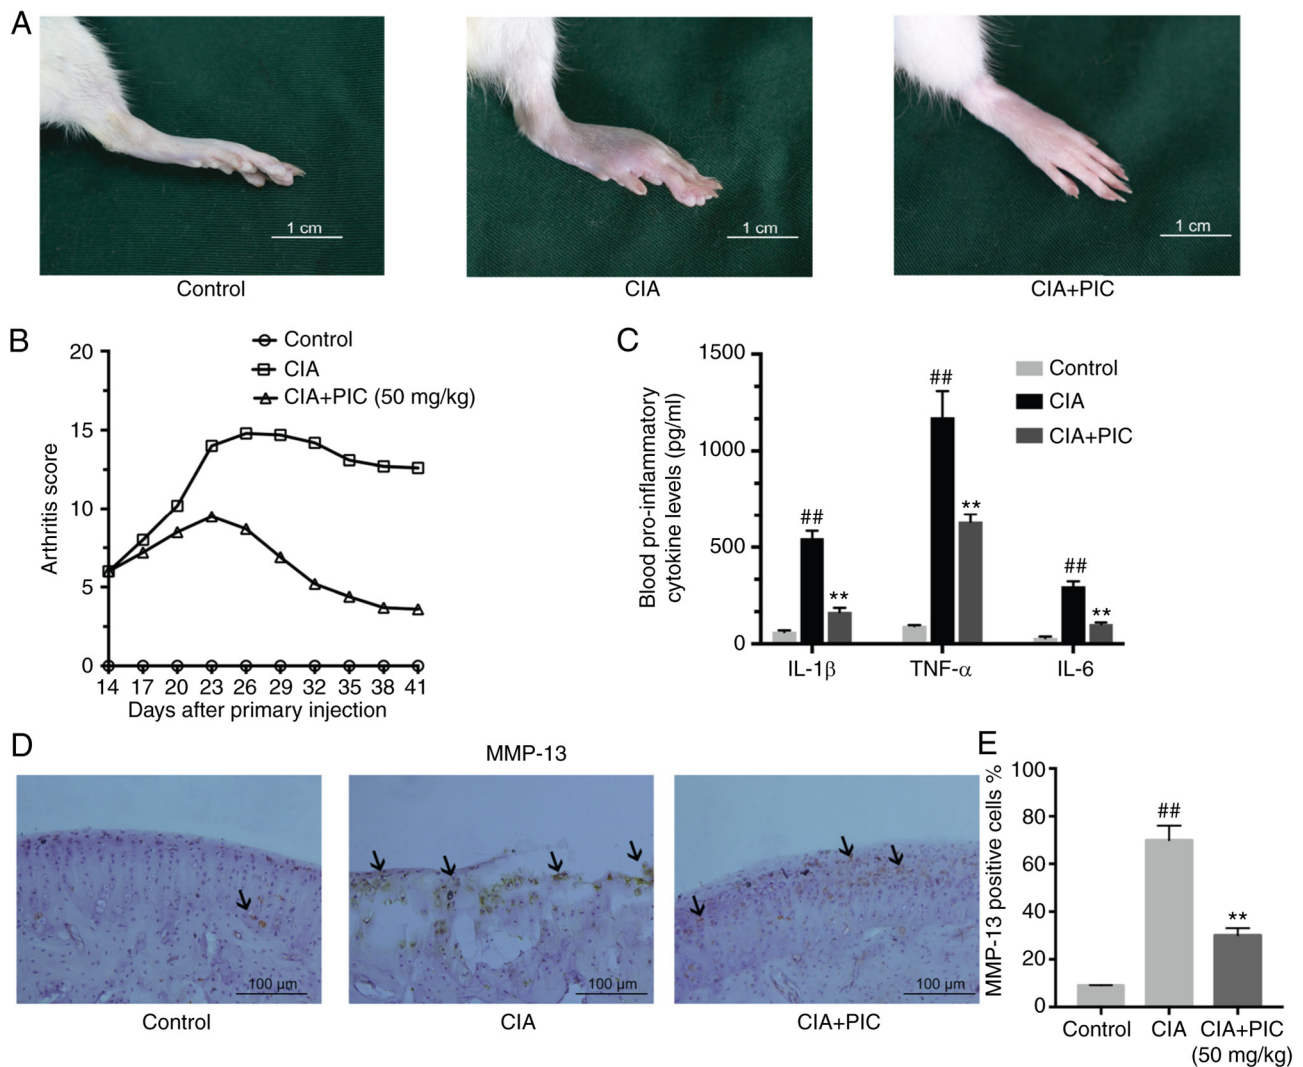 A
1 cm
1 cm
1 cm
Control
CIA
CIA+PIC
B
Control
CIA
CIA+PIC (50 mg/kg)
20
15
10
5
0
Arthritis score
14 17 20 23 26 29 32 35 38 41
Days after primary injection
C
Control
CIA
CIA+PIC
1500
1000
500
0
Blood pro-inflammatory
cytokine levels (pg/ml)
##
**
##
**
##
**
IL-1β
TNF-α
IL-6
D
MMP-13
100 µm
100 µm
100 µm
Control
CIA
CIA+PIC
E
100
80
60
40
20
0
MMP-13 positive cells %
##
**
Control
CIA
CIA+PIC
(50 mg/kg)